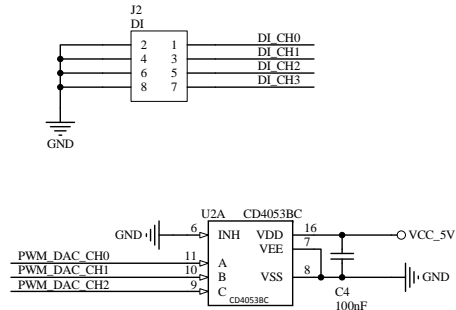 J2
DI
2 1 DI_CH0
4 3 DI_CH1
6 5 DI_CH2
8 7 DI_CH3
GND
U2A CD4053BC
GND 6 INH VDD 16 VCC_5V
VEE 7
PWM_DAC_CH0 11 A
PWM_DAC_CH1 10 B VSS 8 GND
PWM_DAC_CH2 9 C
CD4053BC
C4
100nF